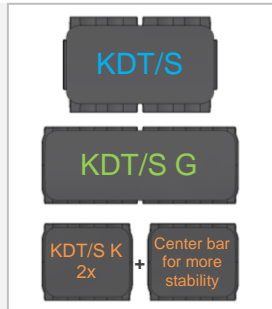 KDT/S
KDT/S G
KDT/S K
2x
+
Center bar
for more
stability